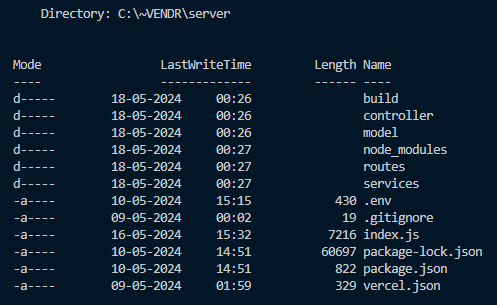 Directory: C:\~VENDR\server
Mode LastWriteTime Length Name
---- ------------- ------ ----
d----- 18-05-2024 00:26 build
d----- 18-05-2024 00:26 controller
d----- 18-05-2024 00:26 model
d----- 18-05-2024 00:27 node_modules
d----- 18-05-2024 00:27 routes
d----- 18-05-2024 00:27 services
-a---- 10-05-2024 15:15 430 .env
-a---- 09-05-2024 00:02 19 .gitignore
-a---- 16-05-2024 15:32 7216 index.js
-a---- 10-05-2024 14:51 60697 package-lock.json
-a---- 10-05-2024 14:51 822 package.json
-a---- 09-05-2024 01:59 329 vercel.json